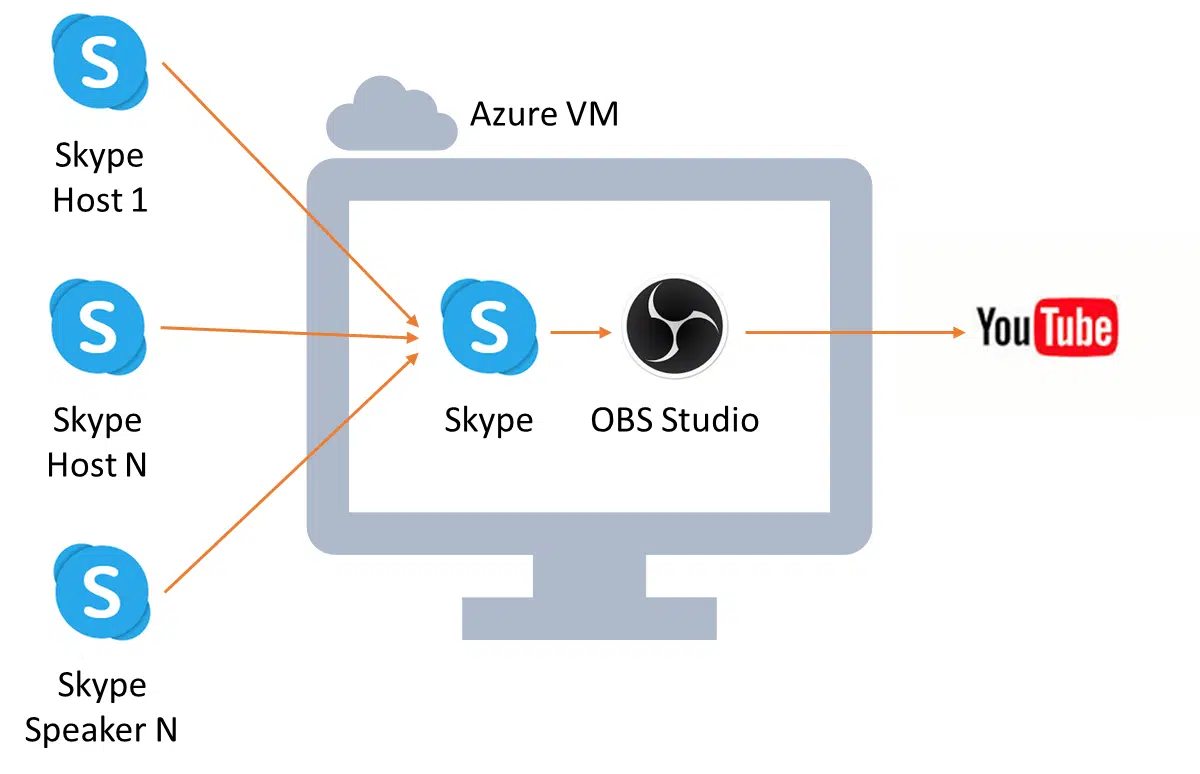 S
Skype
Host 1
Azure VM
S
Skype
Host N
S
Skype
OBS Studio
YouTube
S
Skype
Speaker N